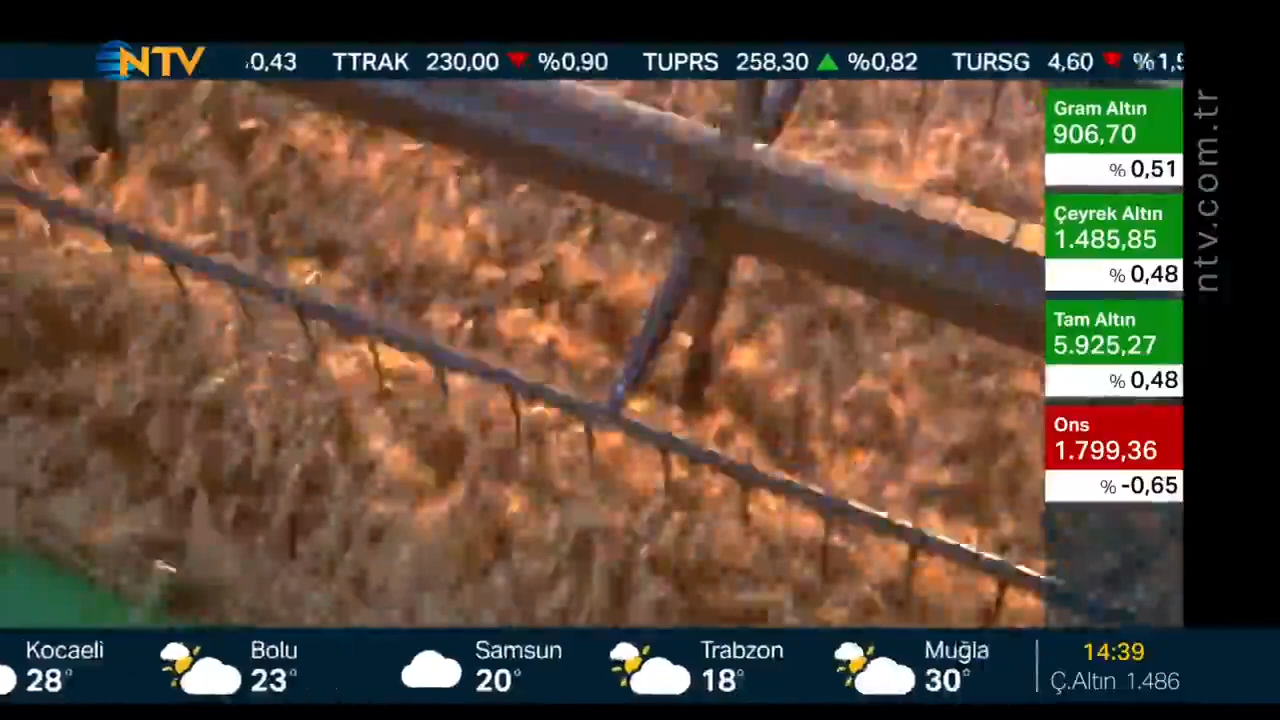 NTV
0,43 TTRAK 230,00 %0,90 TUPRS 258,30 %0,82 TURSG 4,60
Gram Altın
906,70
% 0,51
Çeyrek Altın
1.485,85
% 0,48
Tam Altın
5.925,27
% 0,48
Ons
1.799,36
% -0,65
ntv.com.tr
Kocaeli
28°
Bolu
23°
Samsun
20°
Trabzon
18°
Muğla
30°
14:39
Ç.Altın 1.486